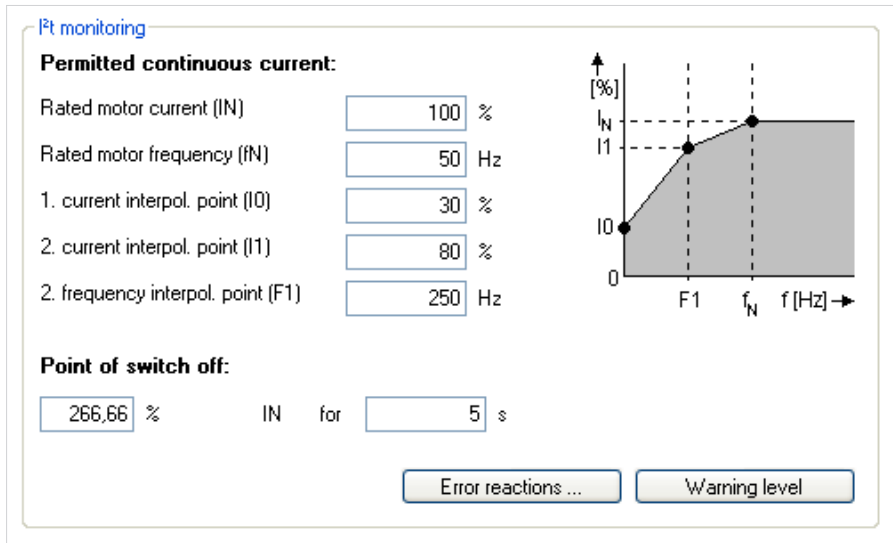 I²t monitoring
Permitted continuous current:
Rated motor current (IN) 100 %
Rated motor frequency (fN) 50 Hz
1. current interpol. point (I0) 30 %
2. current interpol. point (I1) 80 %
2. frequency interpol. point (F1) 250 Hz
[%]
IN
I1
I0
0
F1 fN f [Hz]
Point of switch off:
266,66 % IN for 5 s
Error reactions ... Warning level